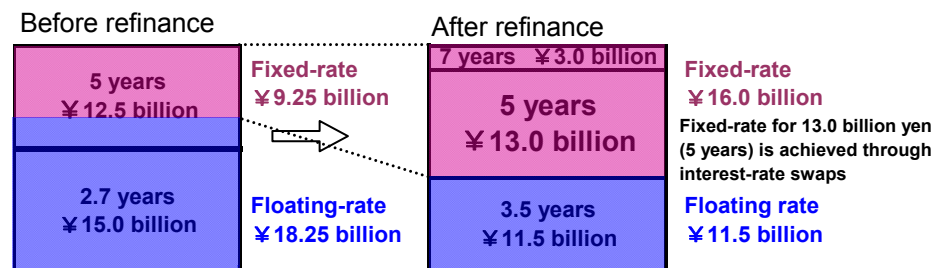 Before refinance
5 years
¥12.5 billion
2.7 years
¥15.0 billion
Fixed-rate
¥9.25 billion
Floating-rate
¥18.25 billion
After refinance
7 years ¥3.0 billion
5 years
¥13.0 billion
3.5 years
¥11.5 billion
Fixed-rate
¥16.0 billion
Fixed-rate for 13.0 billion yen
(5 years) is achieved through
interest-rate swaps
Floating rate
¥11.5 billion